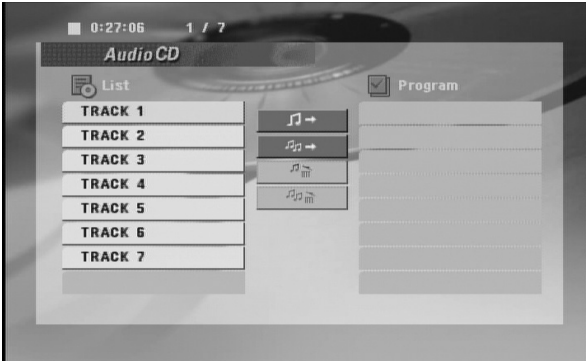 0:27:06 1 / 7
Audio CD
List
Program
TRACK 1
TRACK 2
TRACK 3
TRACK 4
TRACK 5
TRACK 6
TRACK 7